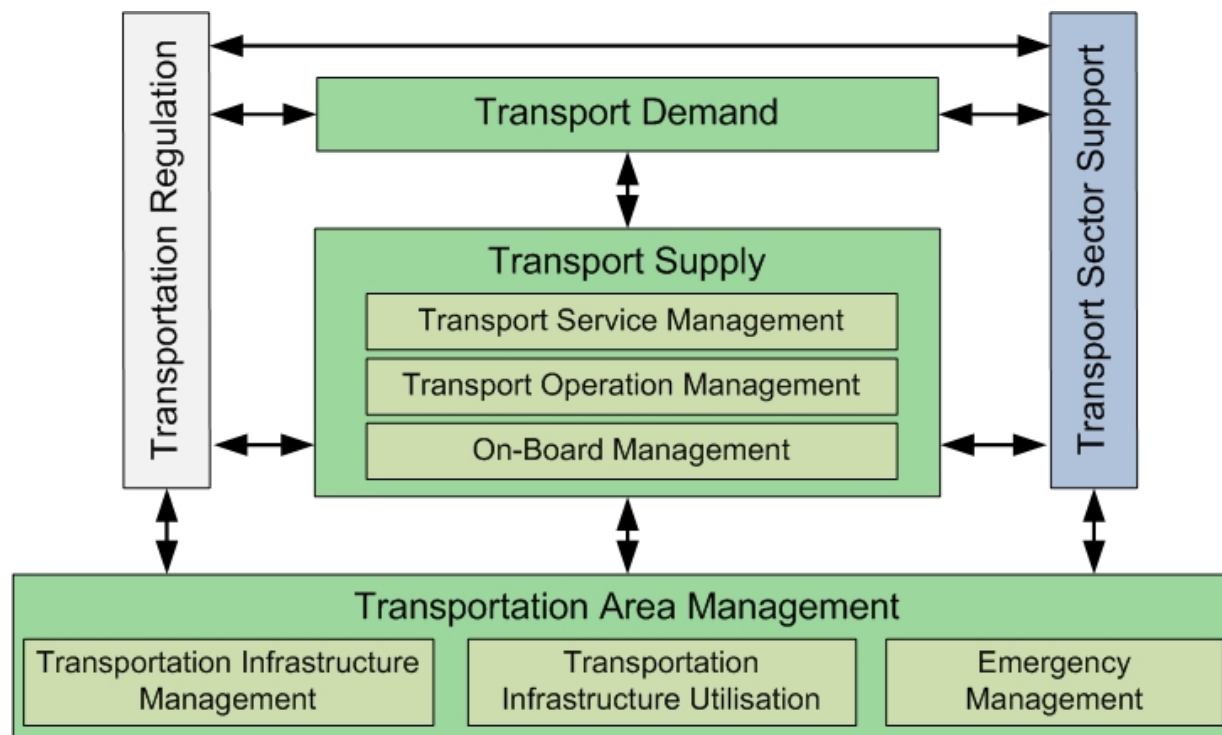 Transportation Regulation
Transport Demand
Transport Sector Support
Transport Supply
Transport Service Management
Transport Operation Management
On-Board Management
Transportation Area Management
Transportation Infrastructure
Management
Transportation
Infrastructure Utilisation
Emergency
Management